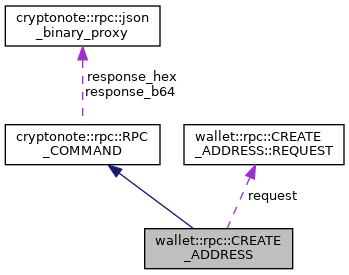 cryptonote::rpc::json
_binary_proxy
response_hex
response_b64
cryptonote::rpc::RPC
_COMMAND
wallet::rpc::CREATE
_ADDRESS::REQUEST
request
wallet::rpc::CREATE
_ADDRESS